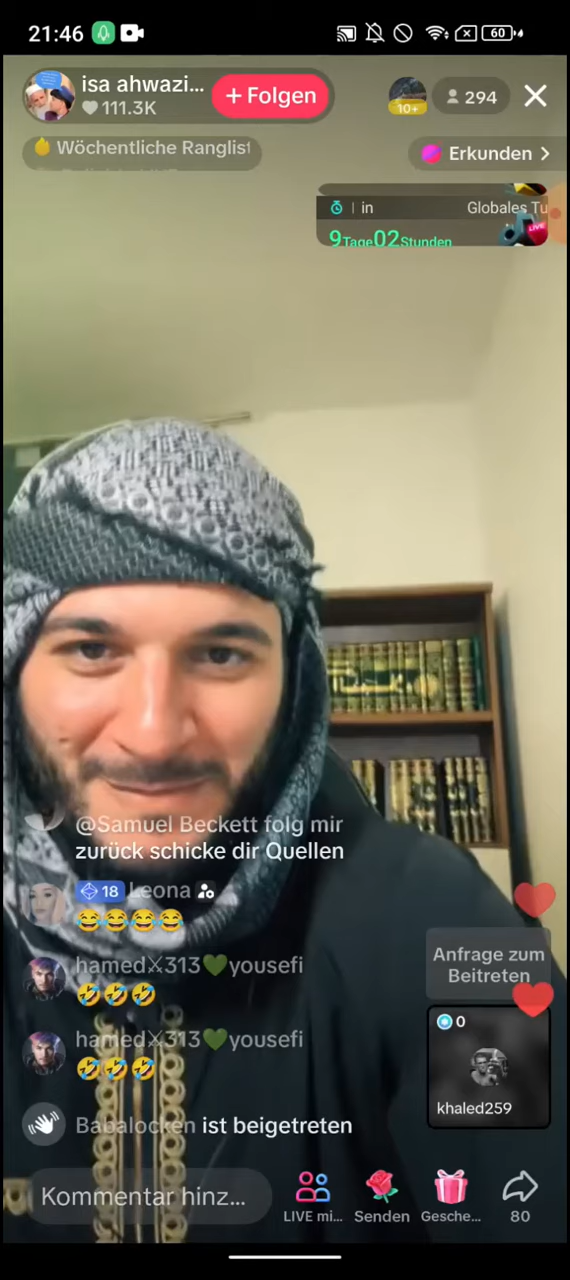 21:46
60
isa ahwazi...
111.3K
+ Folgen
10+
294
Wöchentliche Ranglist
Erkunden
in
Globales Tu
9Tage02Stunden
LIVE
@Samuel Beckett folg mir
zurück schicke dir Quellen
18 Leona
😂😂😂😂
hamed⚔313💚yousefi
🤣🤣🤣
hamed⚔313💚yousefi
🤣🤣🤣
Babalocken ist beigetreten
Anfrage zum
Beitreten
0
khaled259
Kommentar hinz...
LIVE mi...
Senden
Gesche...
80